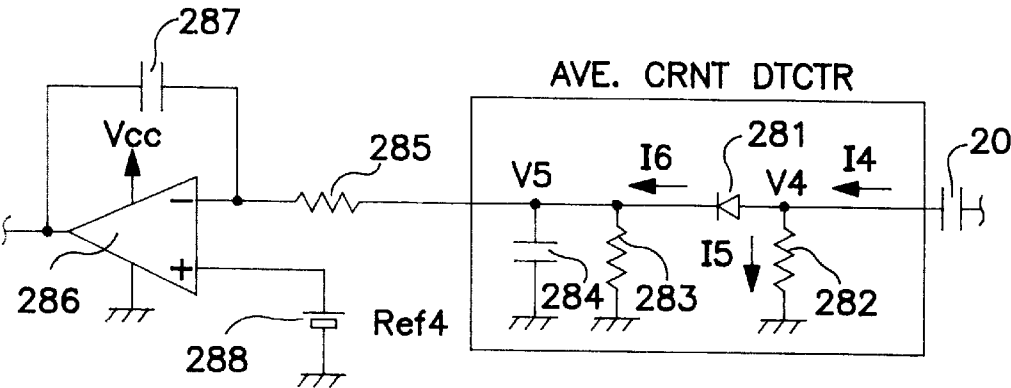 287
AVE. CRNT DTCTR
Vcc
285
281
20
I6
I4
V5
V4
−
+
I5
286
284
283
282
288
Ref4